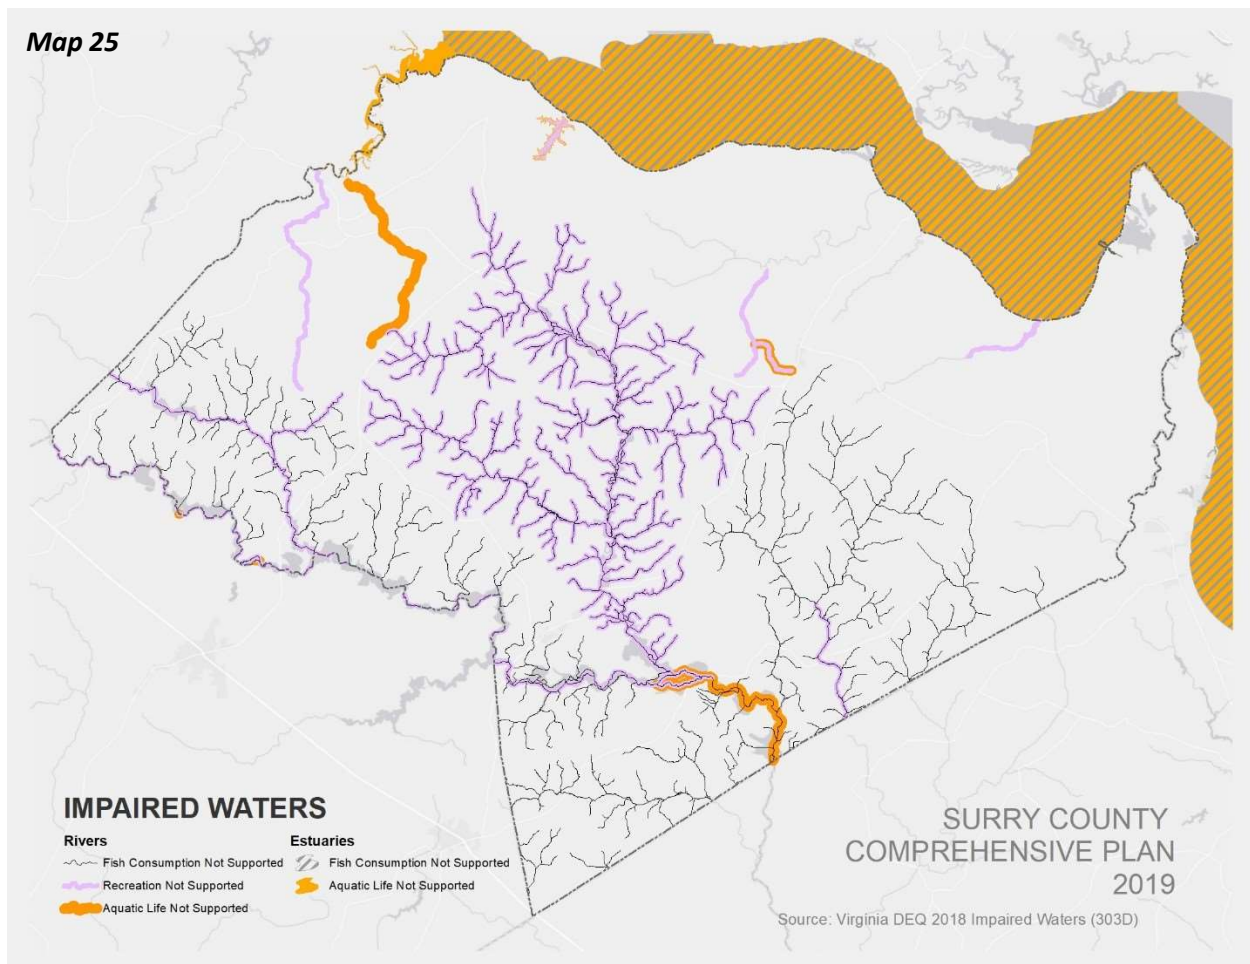 Map 25
IMPAIRED WATERS
Rivers
Fish Consumption Not Supported
Recreation Not Supported
Aquatic Life Not Supported
Estuaries
Fish Consumption Not Supported
Aquatic Life Not Supported
SURRY COUNTY
COMPREHENSIVE PLAN
2019
Source: Virginia DEQ 2018 Impaired Waters (303D)